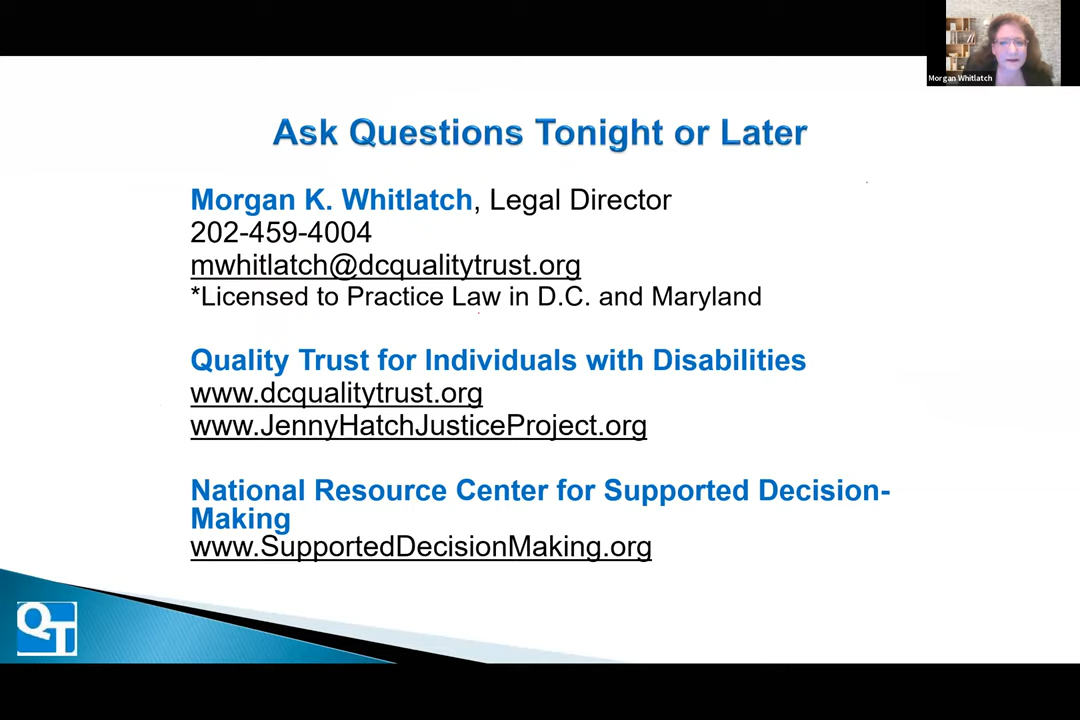 Morgan Whitlatch
Ask Questions Tonight or Later
Morgan K. Whitlatch, Legal Director
202-459-4004
mwhitlatch@dcqualitytrust.org
*Licensed to Practice Law in D.C. and Maryland
Quality Trust for Individuals with Disabilities
www.dcqualitytrust.org
www.JennyHatchJusticeProject.org
National Resource Center for Supported Decision-
Making
www.SupportedDecisionMaking.org
QT